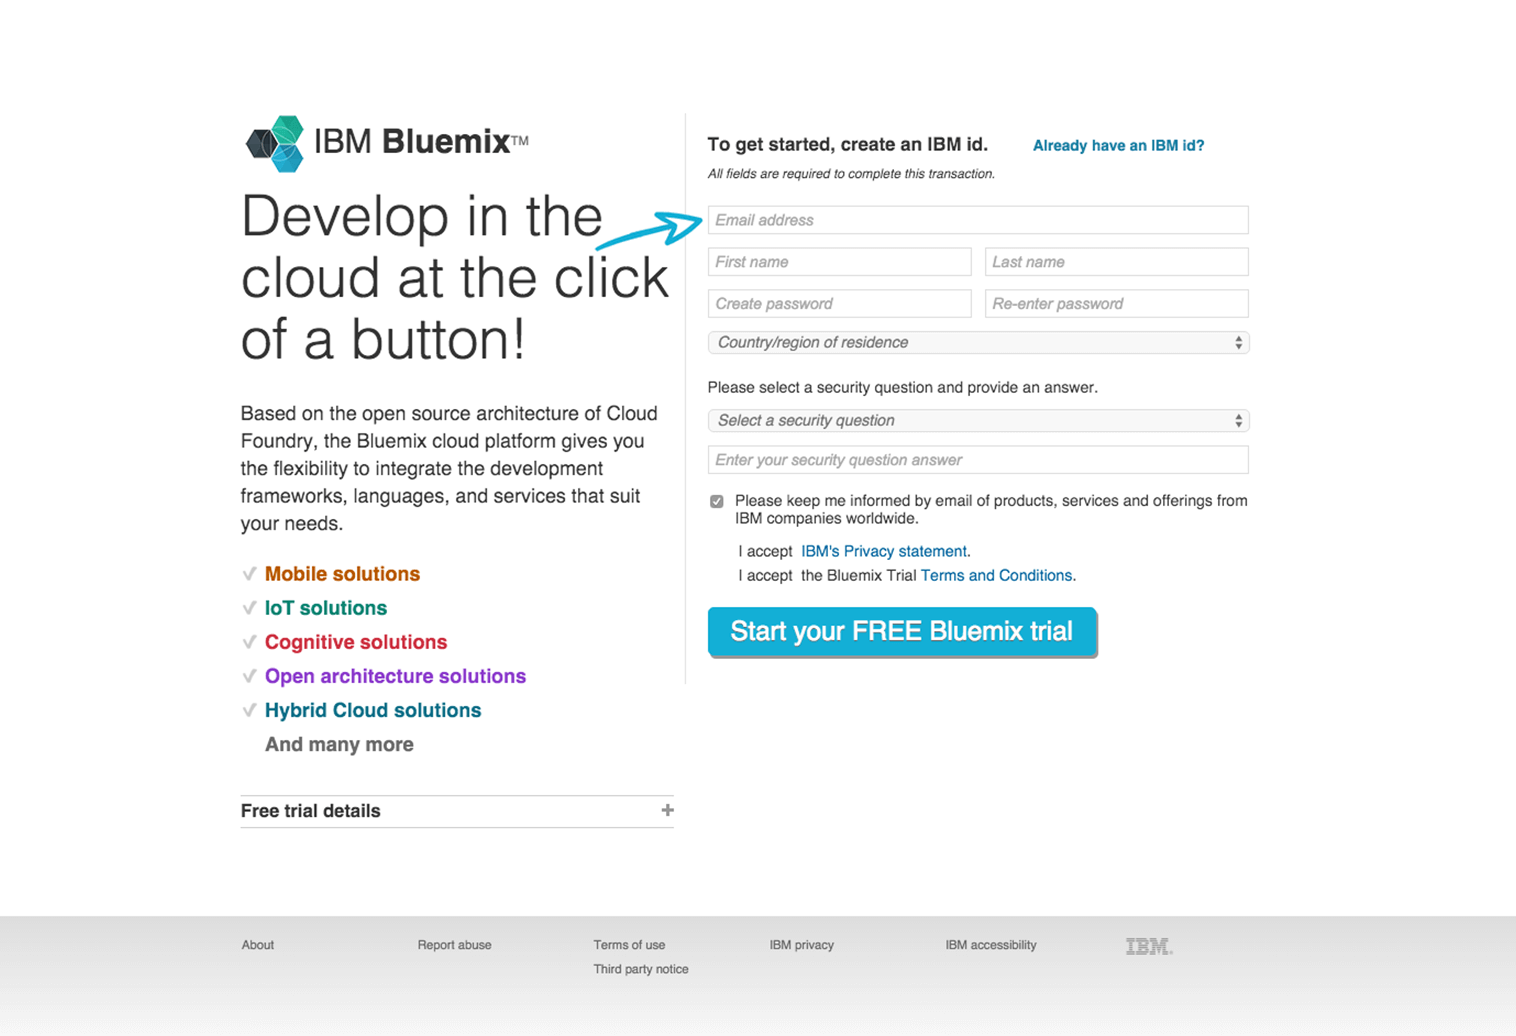 IBM Bluemix™
Develop in the
cloud at the click
of a button!
Based on the open source architecture of Cloud
Foundry, the Bluemix cloud platform gives you
the flexibility to integrate the development
frameworks, languages, and services that suit
your needs.
Mobile solutions
IoT solutions
Cognitive solutions
Open architecture solutions
Hybrid Cloud solutions
And many more
Free trial details +
To get started, create an IBM id. Already have an IBM id?
All fields are required to complete this transaction.
Email address
First name Last name
Create password Re-enter password
Country/region of residence
Please select a security question and provide an answer.
Select a security question
Enter your security question answer
Please keep me informed by email of products, services and offerings from
IBM companies worldwide.
I accept IBM's Privacy statement.
I accept the Bluemix Trial Terms and Conditions.
Start your FREE Bluemix trial
About Report abuse Terms of use IBM privacy IBM accessibility IBM
Third party notice